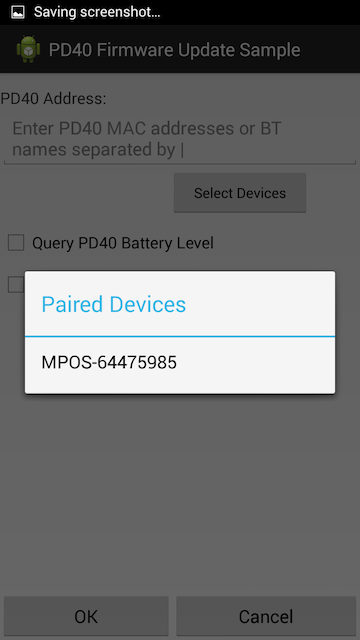 Saving screenshot...
PD40 Firmware Update Sample
PD40 Address:
Enter PD40 MAC addresses or BT
names separated by |
Select Devices
Query PD40 Battery Level
Paired Devices
MPOS-64475985
OK
Cancel